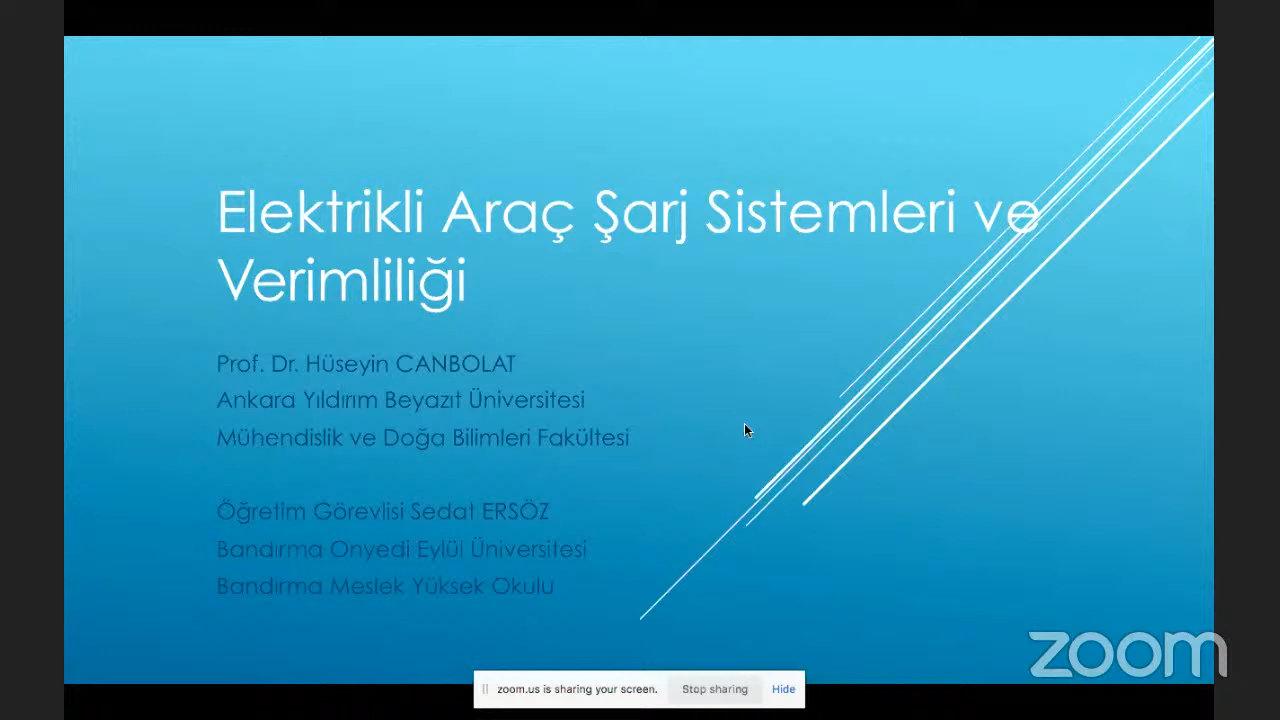 Elektrikli Araç Şarj Sistemleri ve
Verimliliği
Prof. Dr. Hüseyin CANBOLAT
Ankara Yıldırım Beyazıt Üniversitesi
Mühendislik ve Doğa Bilimleri Fakültesi
Öğretim Görevlisi Sedat ERSÖZ
Bandırma Onyedi Eylül Üniversitesi
Bandırma Meslek Yüksek Okulu
zoom
zoom.us is sharing your screen. Stop sharing Hide